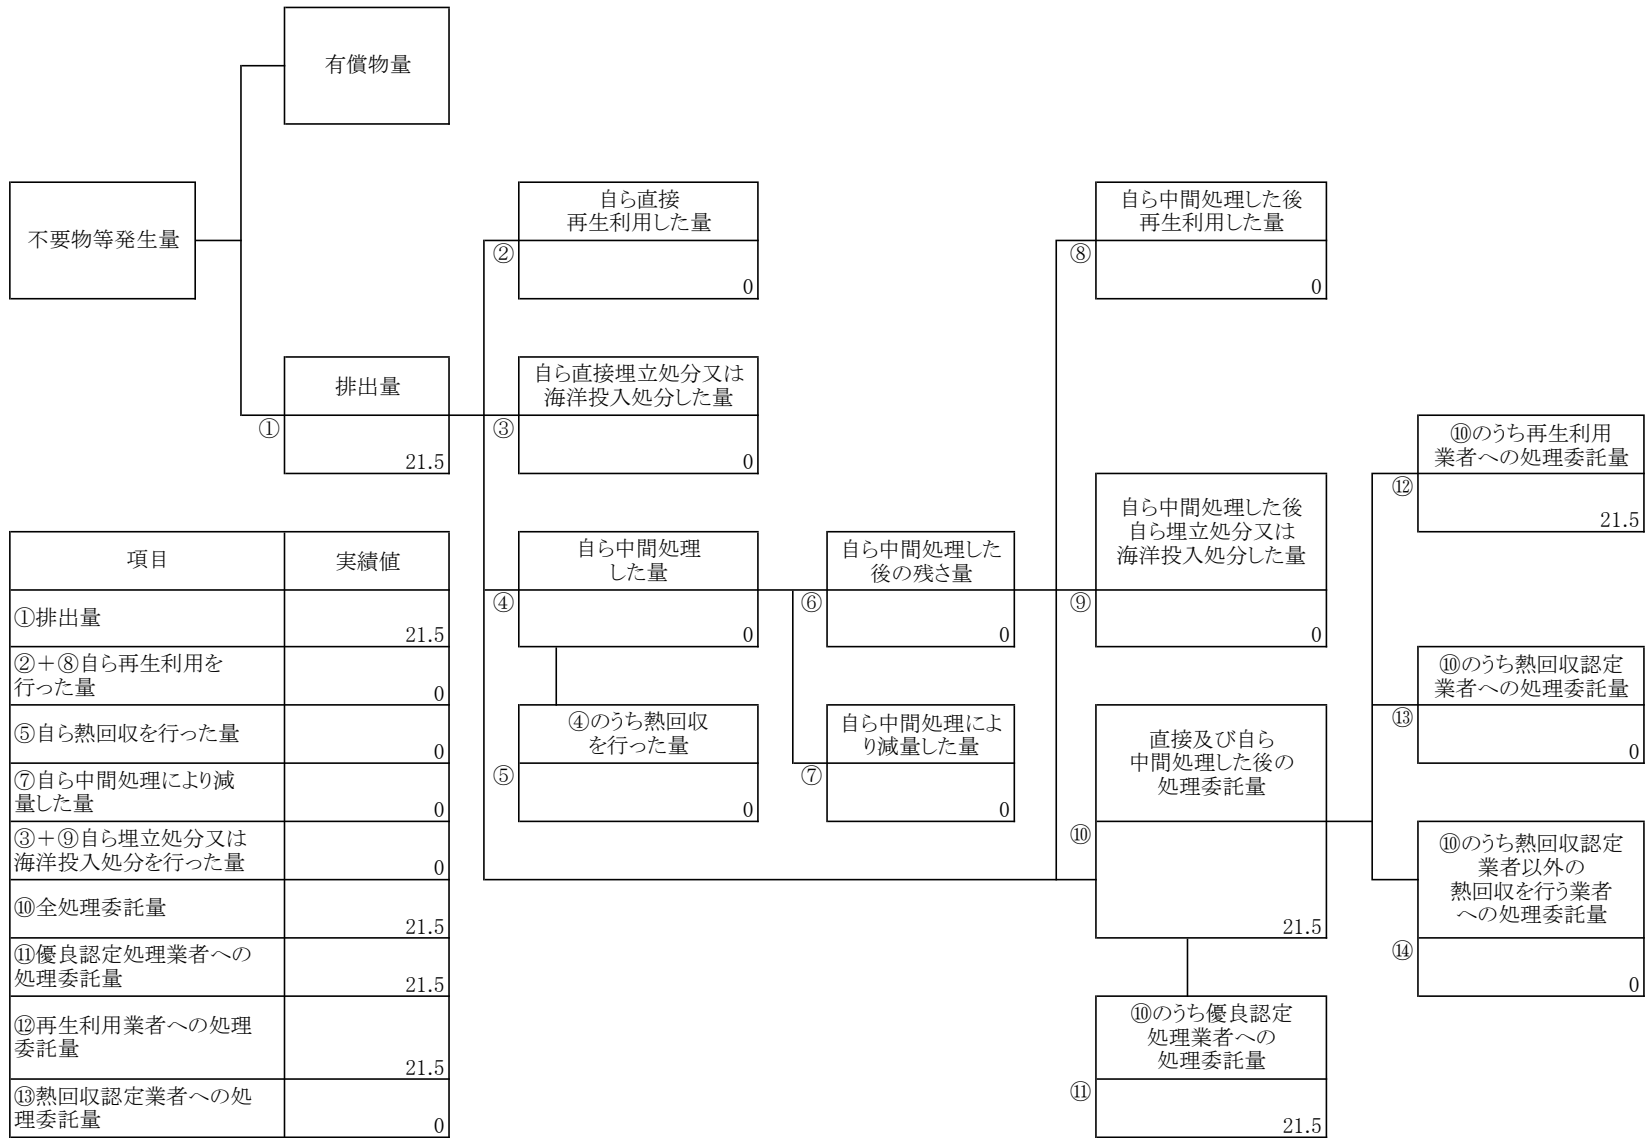 有償物量
不要物等発生量
自ら直接
再生利用した量
②
0
自ら中間処理した後
再生利用した量
⑧
0
排出量
①
21.5
自ら直接埋立処分又は
海洋投入処分した量
③
0
⑩のうち再生利用
業者への処理委託量
⑫
21.5
自ら中間処理
した量
④
0
自ら中間処理した
後の残さ量
⑥
0
自ら中間処理した後
自ら埋立処分又は
海洋投入処分した量
⑨
0
⑩のうち熱回収認定
業者への処理委託量
⑬
0
④のうち熱回収
を行った量
⑤
0
自ら中間処理によ
り減量した量
⑦
0
直接及び自ら
中間処理した後の
処理委託量
⑩
21.5
⑩のうち熱回収認定
業者以外の
熱回収を行う業者
への処理委託量
⑭
0
⑩のうち優良認定
処理業者への
処理委託量
⑪
21.5
項目 実績値
①排出量
21.5
②+⑧自ら再生利用を
行った量
0
⑤自ら熱回収を行った量
0
⑦自ら中間処理により減
量した量
0
③+⑨自ら埋立処分又は
海洋投入処分を行った量
0
⑩全処理委託量
21.5
⑪優良認定処理業者への
処理委託量
21.5
⑫再生利用業者への処理
委託量
21.5
⑬熱回収認定業者への処
理委託量
0